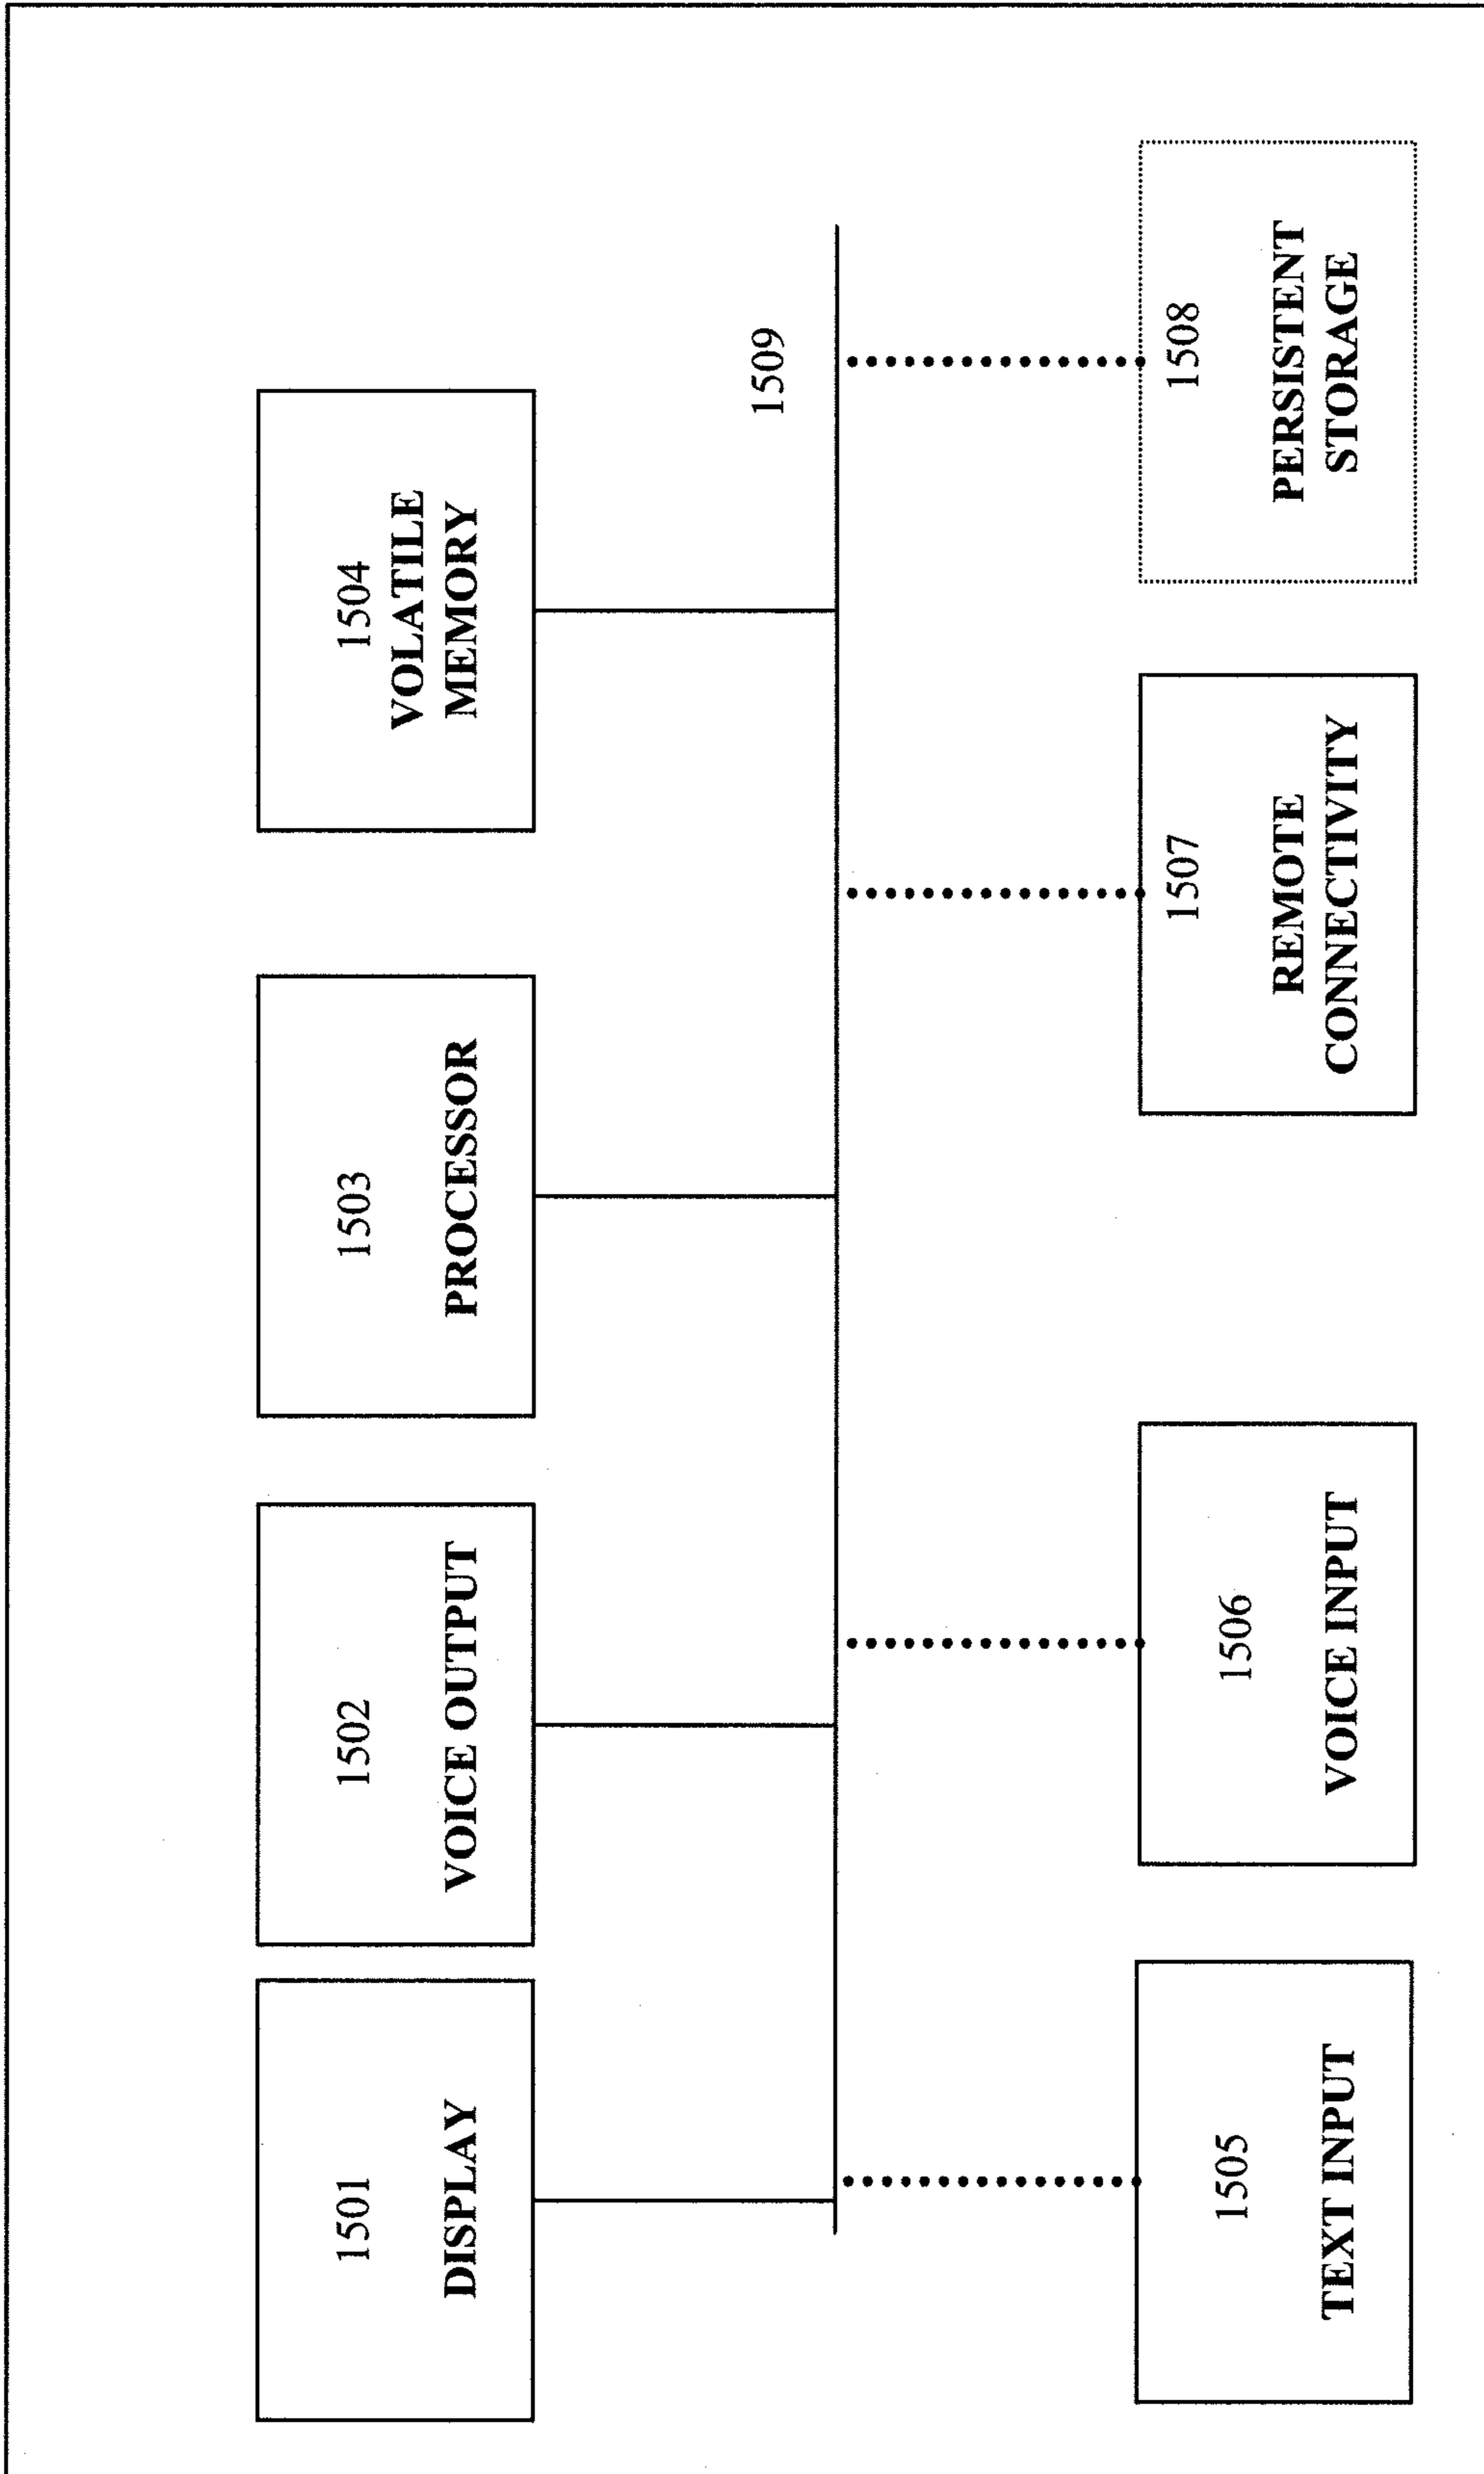 1501
DISPLAY
1502
VOICE OUTPUT
1503
PROCESSOR
1504
VOLATILE
MEMORY
1509
1505
TEXT INPUT
1506
VOICE INPUT
1507
REMOTE
CONNECTIVITY
1508
PERSISTENT
STORAGE